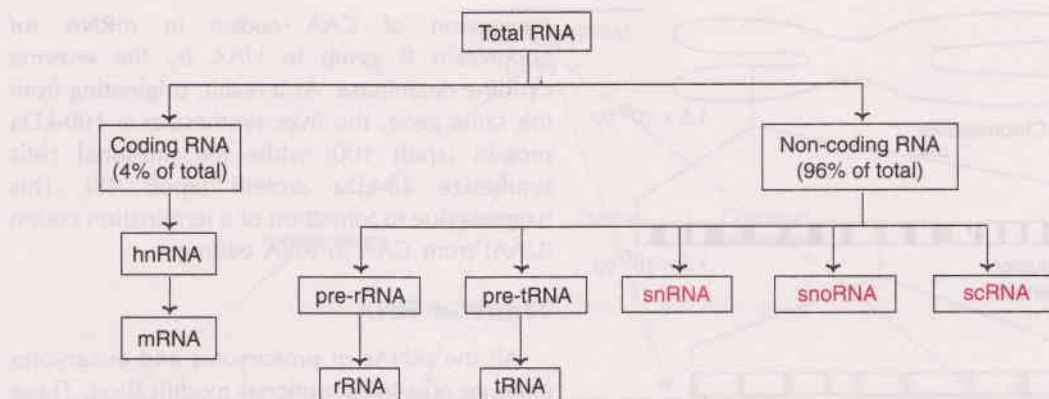 Total RNA
Coding RNA
(4% of total)
Non-coding RNA
(96% of total)
hnRNA
pre-rRNA
pre-tRNA
snRNA
snoRNA
scRNA
mRNA
rRNA
tRNA